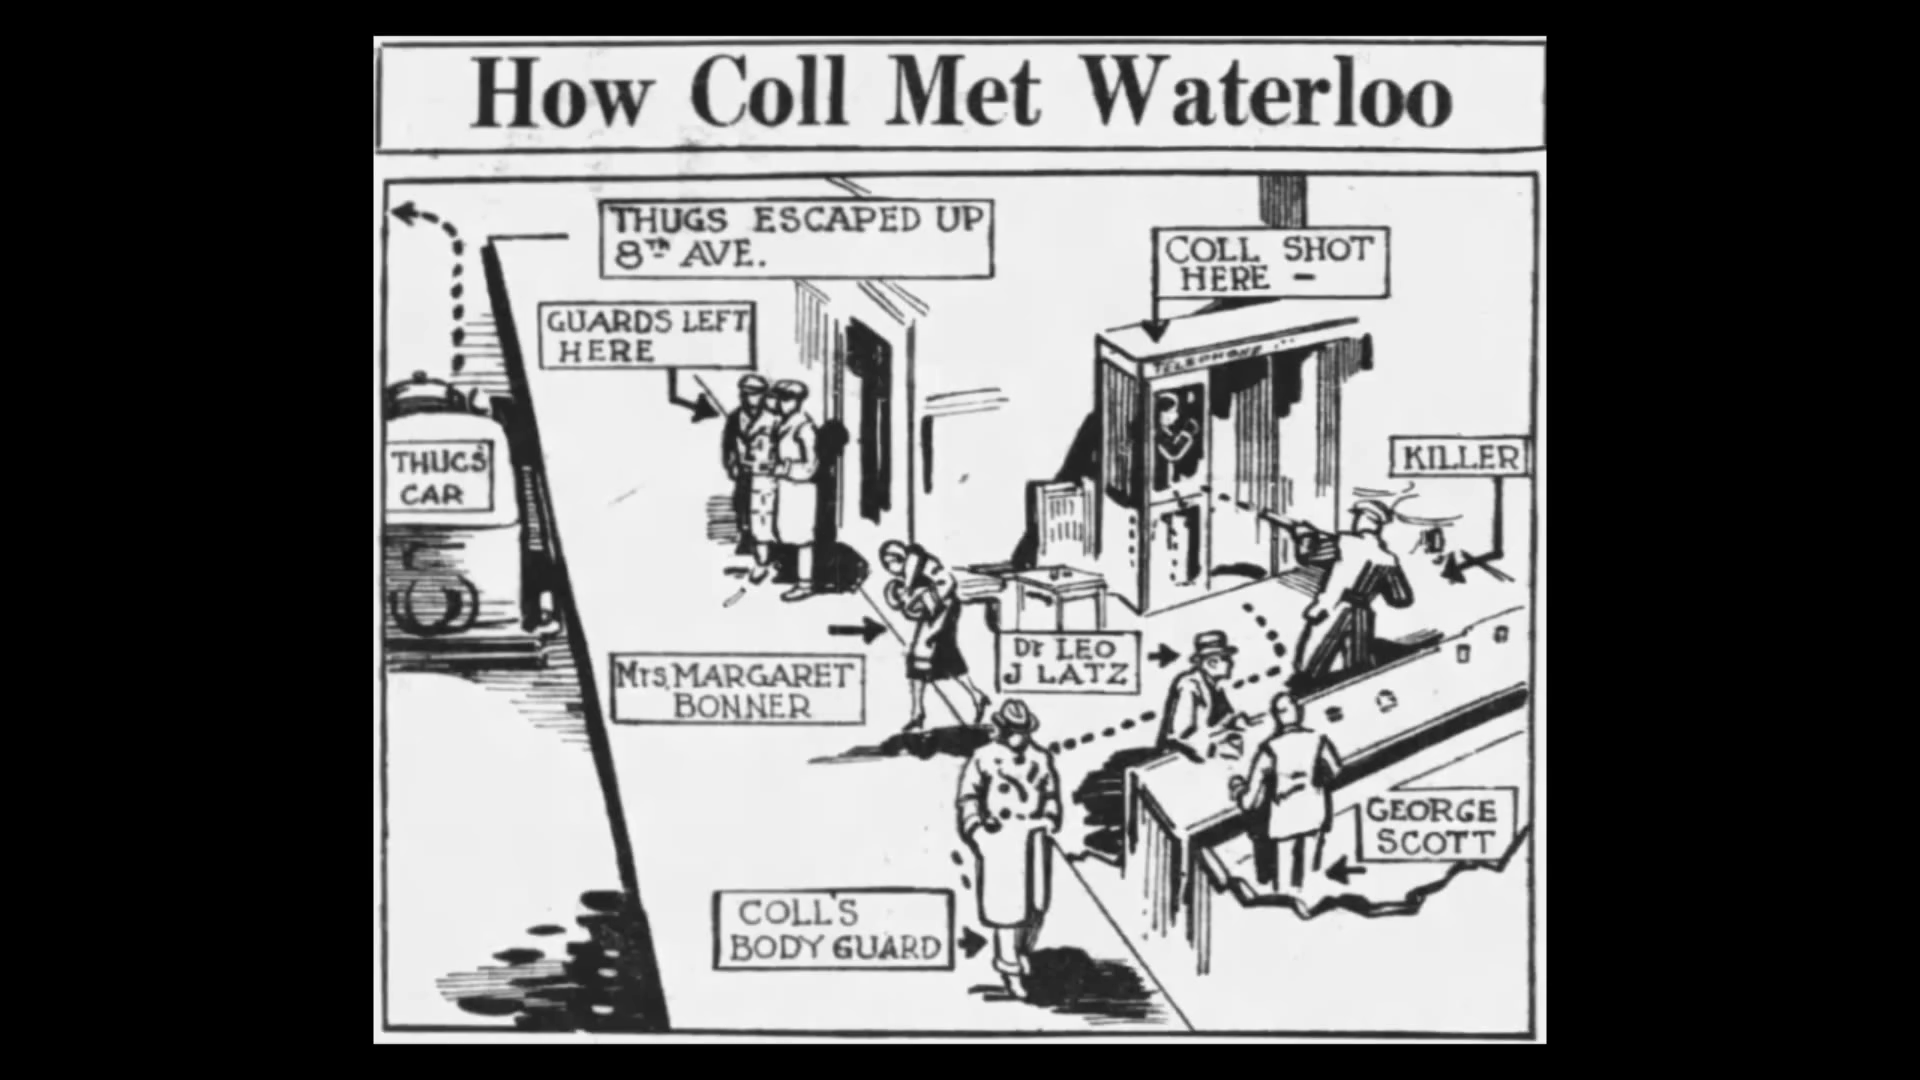 How Coll Met Waterloo
THUGS ESCAPED UP
8TH AVE.
COLL SHOT
HERE –
GUARDS LEFT
HERE
TELEPHONE
KILLER
THUGS'
CAR
Dr LEO
J LATZ
Mrs. MARGARET
BONNER
GEORGE
SCOTT
COLL'S
BODY GUARD